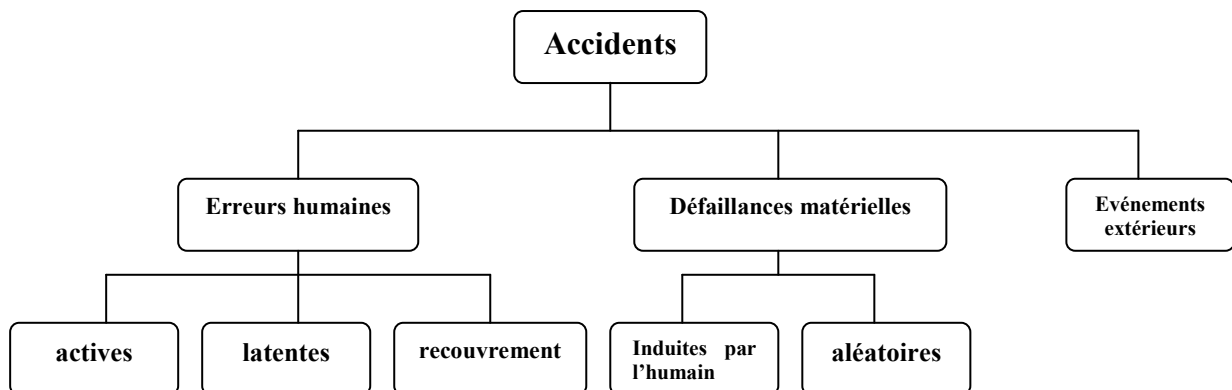 Accidents
Erreurs humaines
Défaillances matérielles
Evénements
extérieurs
actives
latentes
recouvrement
Induites par
l'humain
aléatoires